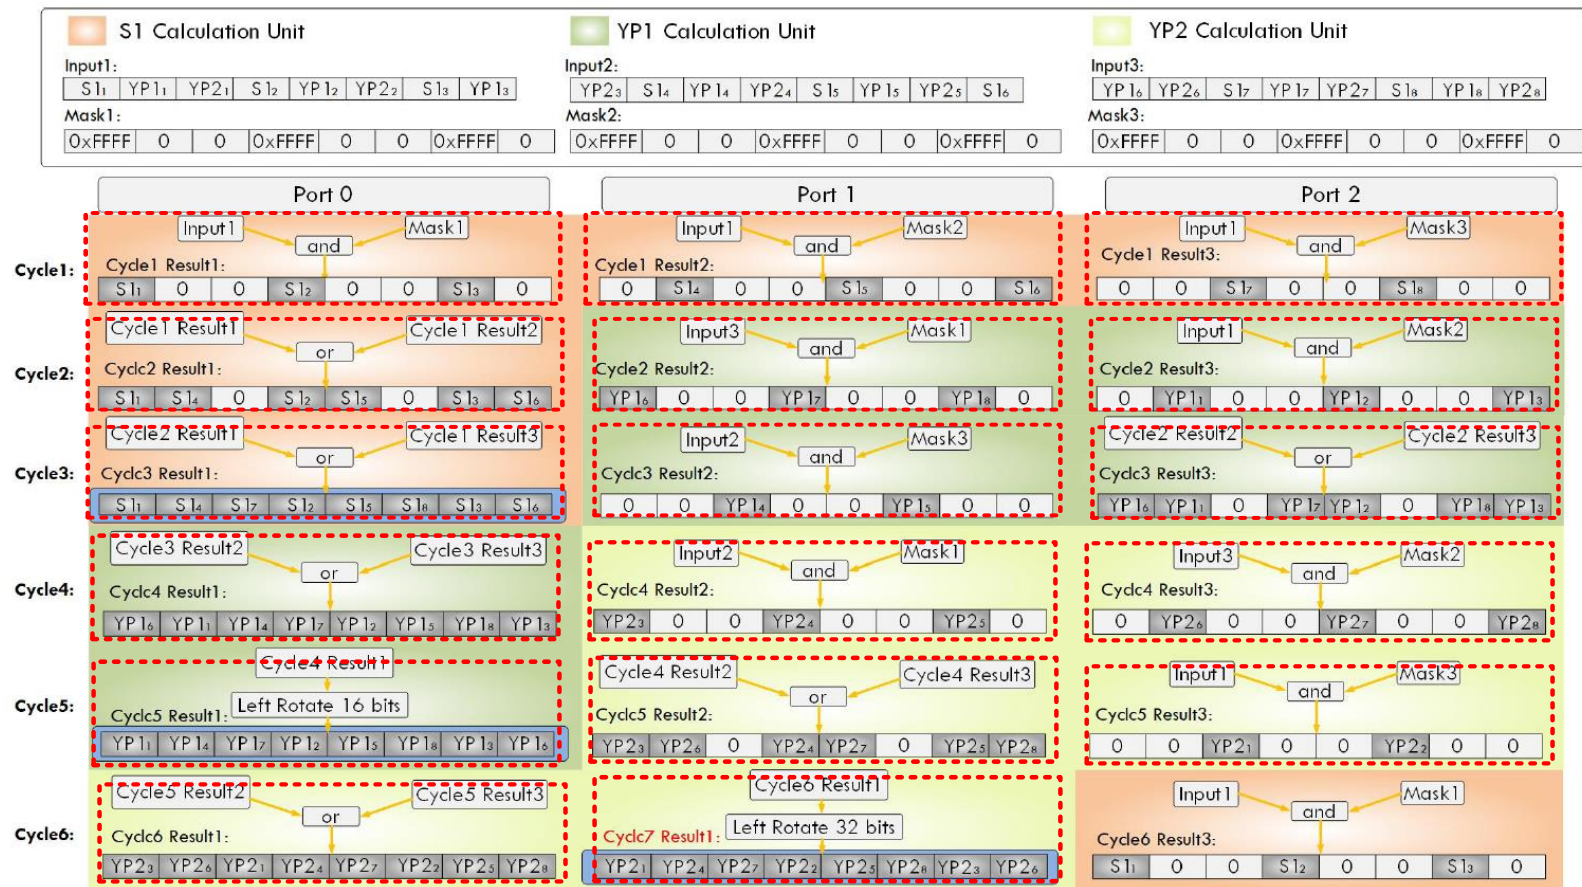 S1 Calculation Unit
YP1 Calculation Unit
YP2 Calculation Unit
Input1:
Input2:
Input3:
S1₁ YP1₁ YP2₁ S1₂ YP1₂ YP2₂ S1₃ YP1₃
YP2₃ S1₄ YP1₄ YP2₄ S1₅ YP1₅ YP2₅ S1₆
YP1₆ YP2₆ S1₇ YP1₇ YP2₇ S1₈ YP1₈ YP2₈
Mask1:
Mask2:
Mask3:
0xFFFF 0 0 0xFFFF 0 0 0xFFFF 0
0xFFFF 0 0 0xFFFF 0 0 0xFFFF 0
0xFFFF 0 0 0xFFFF 0 0 0xFFFF 0
Port 0
Port 1
Port 2
Cycle1:
Input1 Mask1
and
Cycle1 Result1:
S1₁ 0 0 S1₂ 0 0 S1₃ 0
Input1 Mask2
and
Cycle1 Result2:
0 S1₄ 0 0 S1₅ 0 0 S1₆
Input1 Mask3
and
Cycle1 Result3:
0 0 S1₇ 0 0 S1₈ 0 0
Cycle2:
Cycle1 Result1 Cycle1 Result2
or
Cyclc2 Result1:
S1₁ S1₄ 0 S1₂ S1₅ 0 S1₃ S1₆
Input3 Mask1
and
Cycle2 Result2:
YP1₆ 0 0 YP1₇ 0 0 YP1₈ 0
Input1 Mask2
and
Cycle2 Result3:
0 YP1₁ 0 0 YP1₂ 0 0 YP1₃
Cycle3:
Cycle2 Result1 Cycle1 Result3
or
Cyclc3 Result1:
S1₁ S1₄ S1₇ S1₂ S1₅ S1₈ S1₃ S1₆
Input2 Mask3
and
Cyclc3 Result2:
0 0 YP1₄ 0 0 YP1₅ 0 0
Cycle2 Result2 Cycle2 Result3
or
Cyclc3 Result3:
YP1₆ YP1₁ 0 YP1₇ YP1₂ 0 YP1₈ YP1₃
Cycle4:
Cycle3 Result2 Cycle3 Result3
or
Cyclc4 Result1:
YP1₆ YP1₁ YP1₄ YP1₇ YP1₂ YP1₅ YP1₈ YP1₃
Input2 Mask1
and
Cyclc4 Result2:
YP2₃ 0 0 YP2₄ 0 0 YP2₅ 0
Input3 Mask2
and
Cyclc4 Result3:
0 YP2₆ 0 0 YP2₇ 0 0 YP2₈
Cycle5:
Cycle4 Result1
Left Rotate 16 bits
Cyclc5 Result1:
YP1₁ YP1₄ YP1₇ YP1₂ YP1₅ YP1₈ YP1₃ YP1₆
Cycle4 Result2 Cycle4 Result3
or
Cyclc5 Result2:
YP2₃ YP2₆ 0 YP2₄ YP2₇ 0 YP2₅ YP2₈
Input1 Mask3
and
Cyclc5 Result3:
0 0 YP2₁ 0 0 YP2₂ 0 0
Cycle6:
Cycle5 Result2 Cycle5 Result3
or
Cyclc6 Result1:
YP2₃ YP2₆ YP2₁ YP2₄ YP2₇ YP2₂ YP2₅ YP2₈
Cycle6 Result1
Left Rotate 32 bits
Cyclc7 Result1:
YP2₁ YP2₄ YP2₇ YP2₂ YP2₅ YP2₈ YP2₃ YP2₆
Input1 Mask1
and
Cycle6 Result3:
S1₁ 0 0 S1₂ 0 0 S1₃ 0